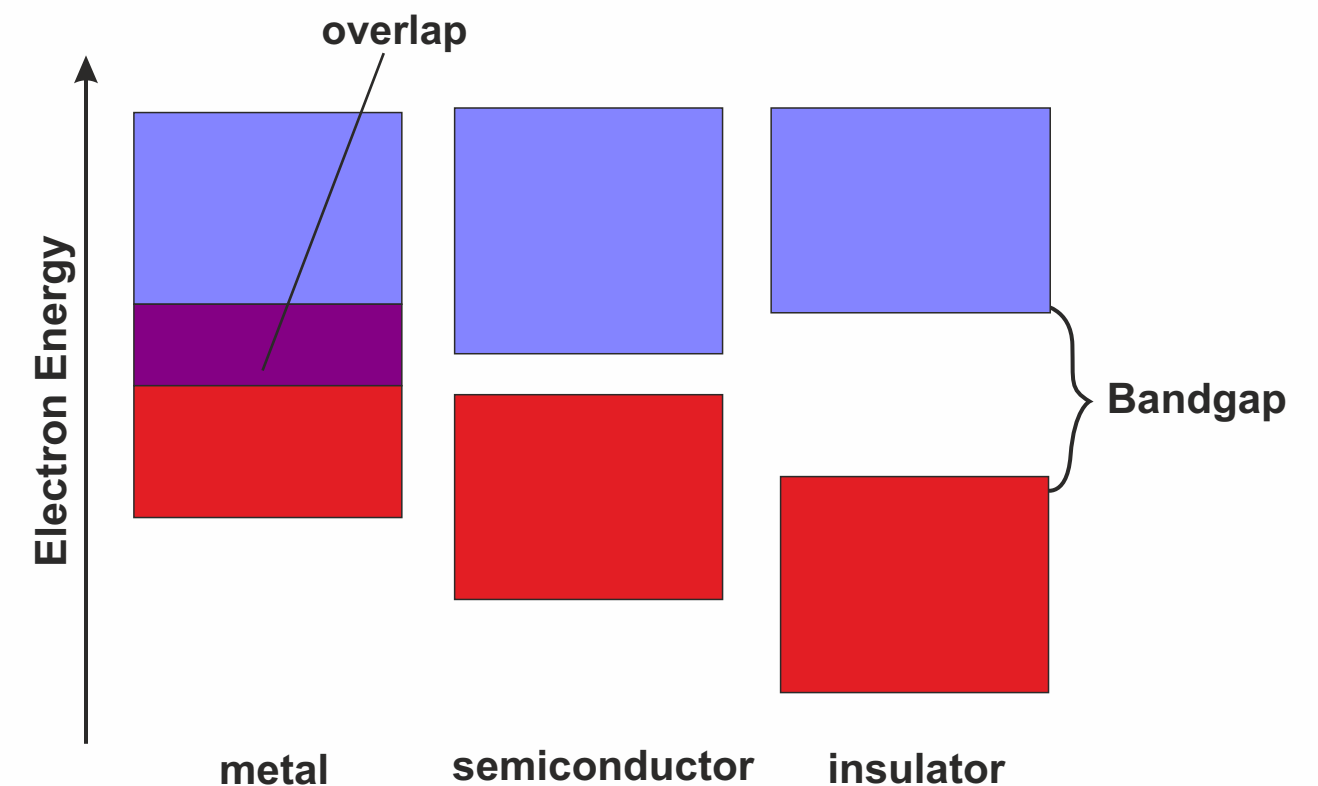 overlap
Electron Energy
Bandgap
metal
semiconductor
insulator